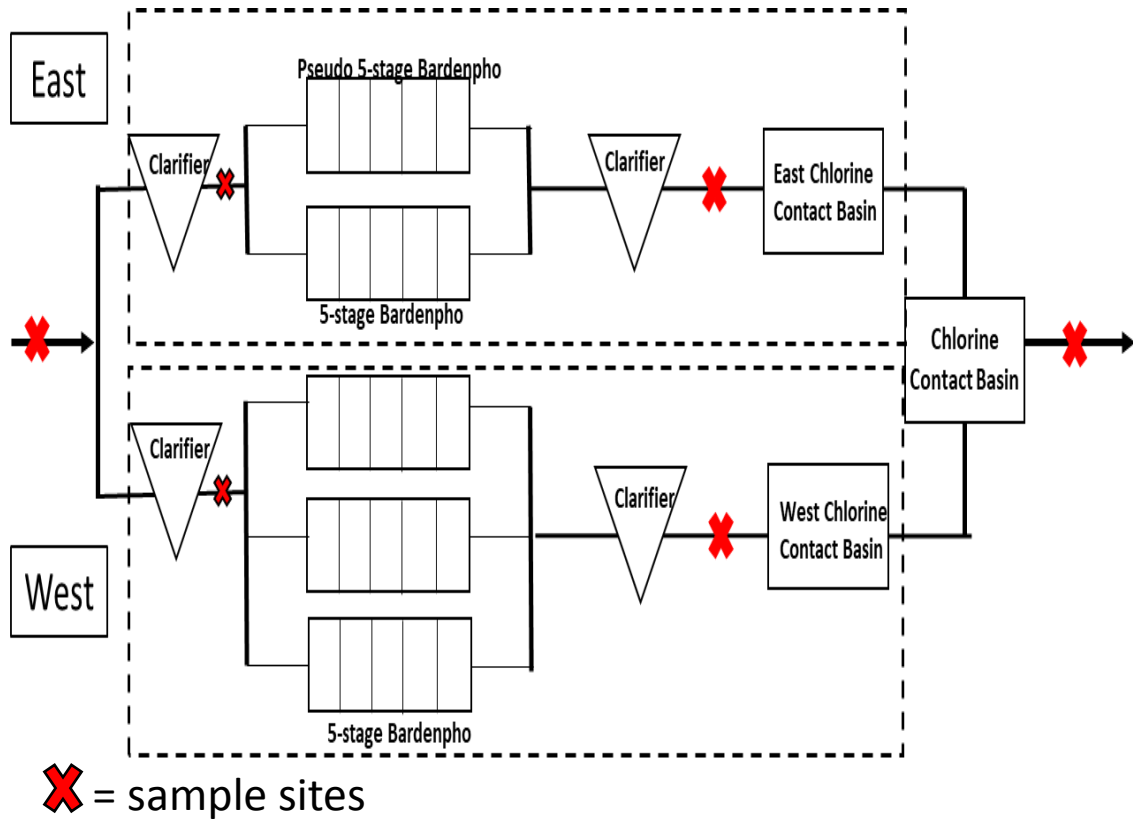 East
Pseudo 5-stage Bardenpho
Clarifier
Clarifier
East Chlorine
Contact Basin
5-stage Bardenpho
Chlorine
Contact Basin
Clarifier
Clarifier
West Chlorine
Contact Basin
West
5-stage Bardenpho
= sample sites